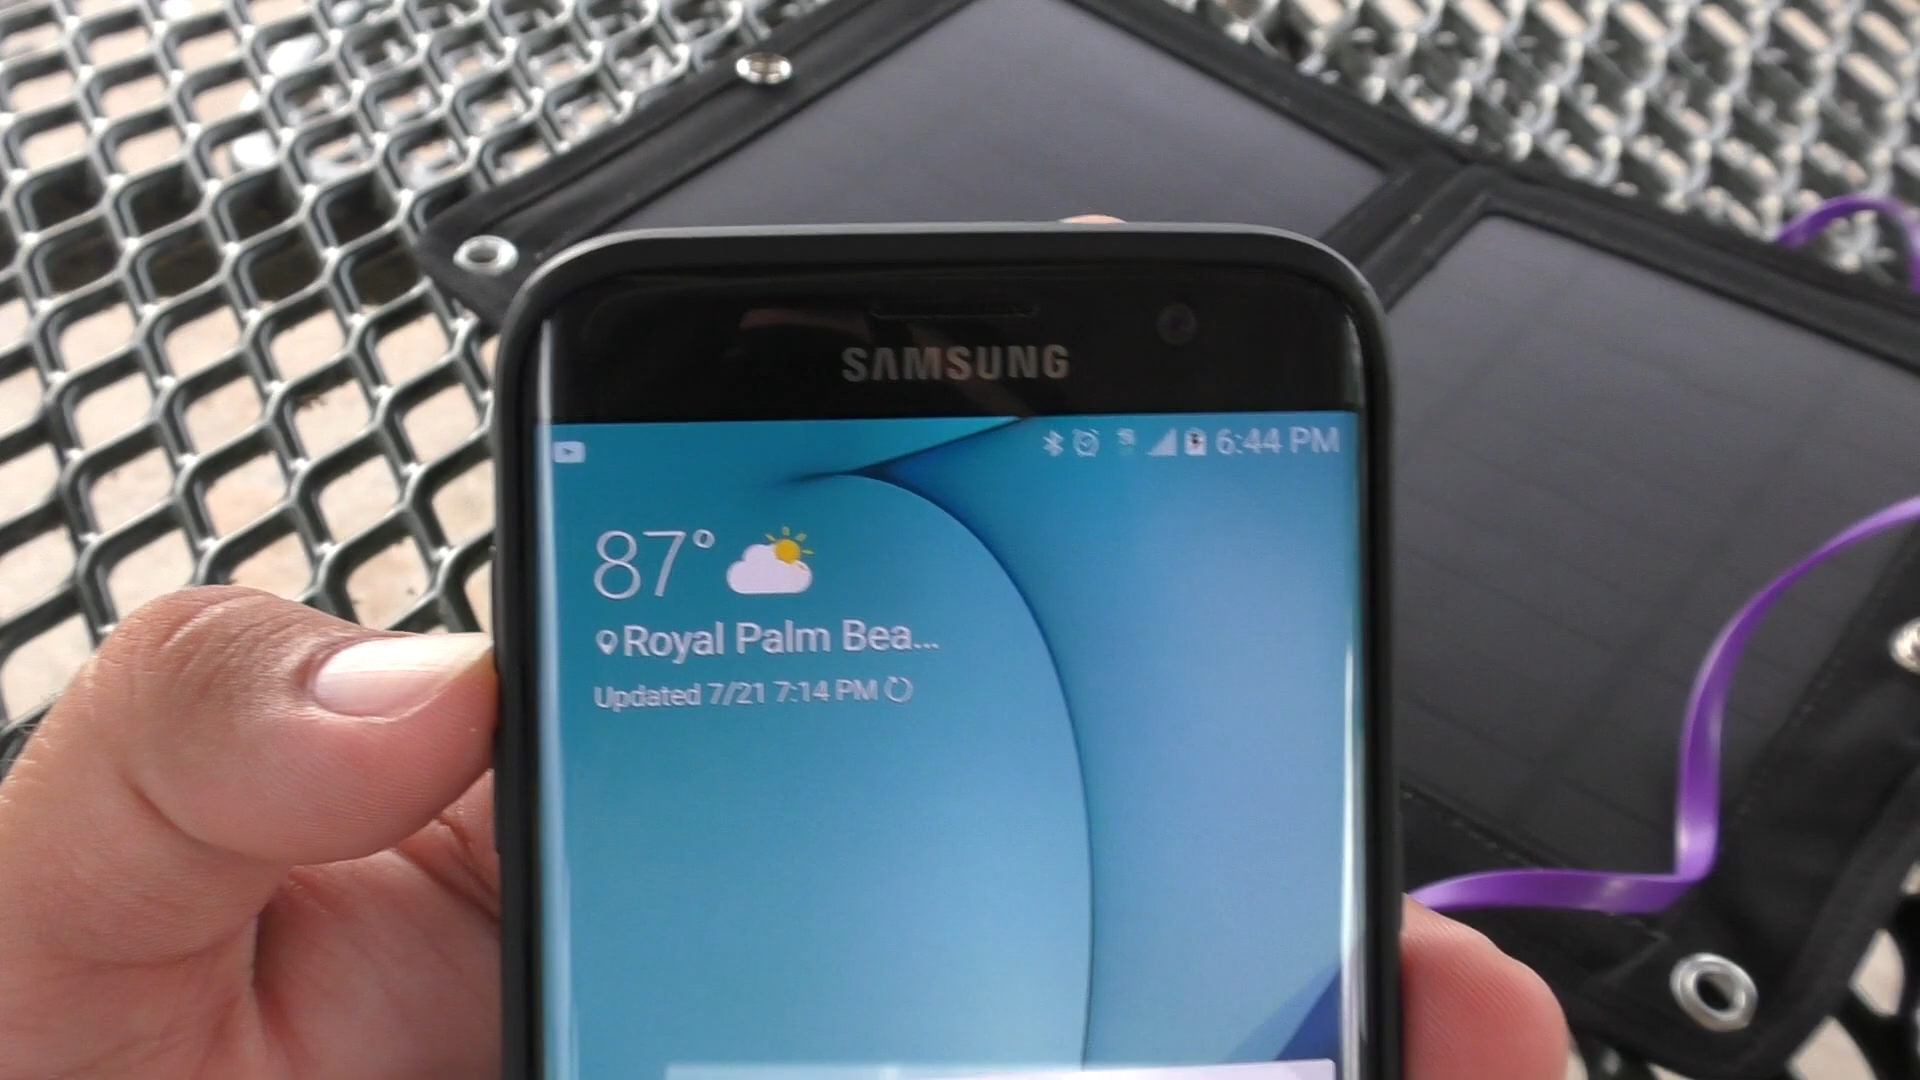 SAMSUNG
6:44 PM
87°
Royal Palm Bea...
Updated 7/21 7:14 PM